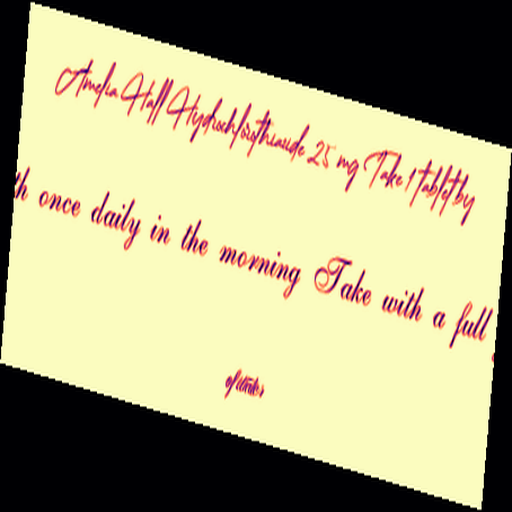 Amelia Hall Hydrochlorothiazide 25 mg Take 1 tablet by
once daily in the morning Take with a full
of water